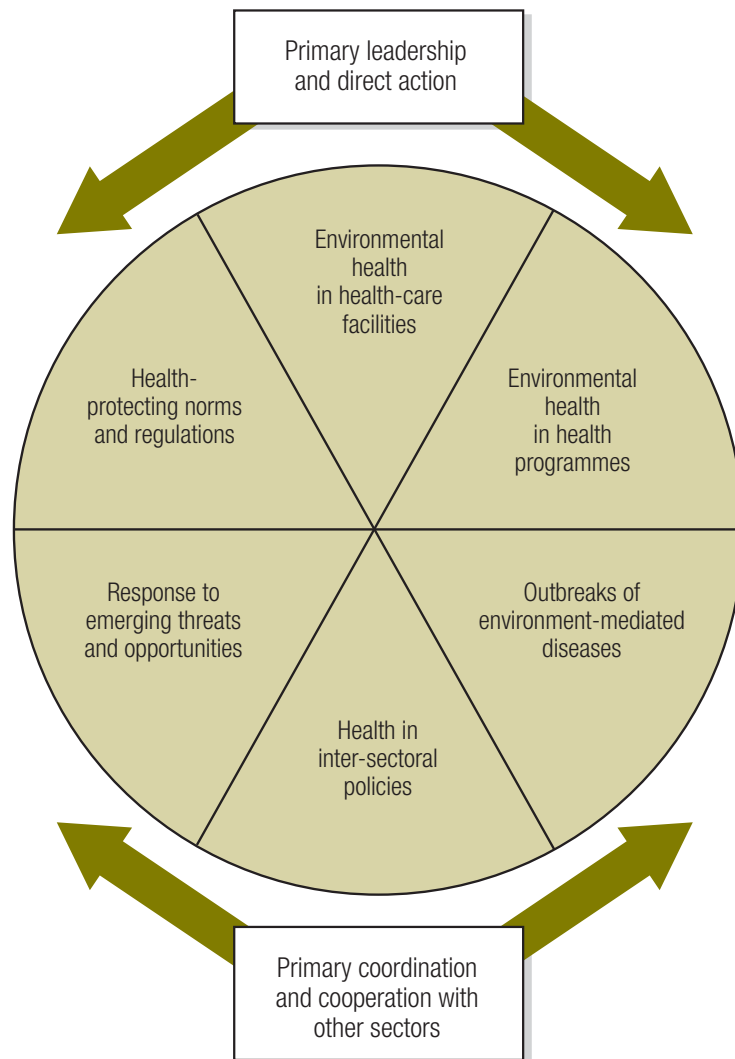 Primary leadership
and direct action
Environmental
health
in health-care
facilities
Health-
protecting norms
and regulations
Environmental
health
in health
programmes
Response to
emerging threats
and opportunities
Outbreaks of
environment-mediated
diseases
Health in
inter-sectoral
policies
Primary coordination
and cooperation with
other sectors